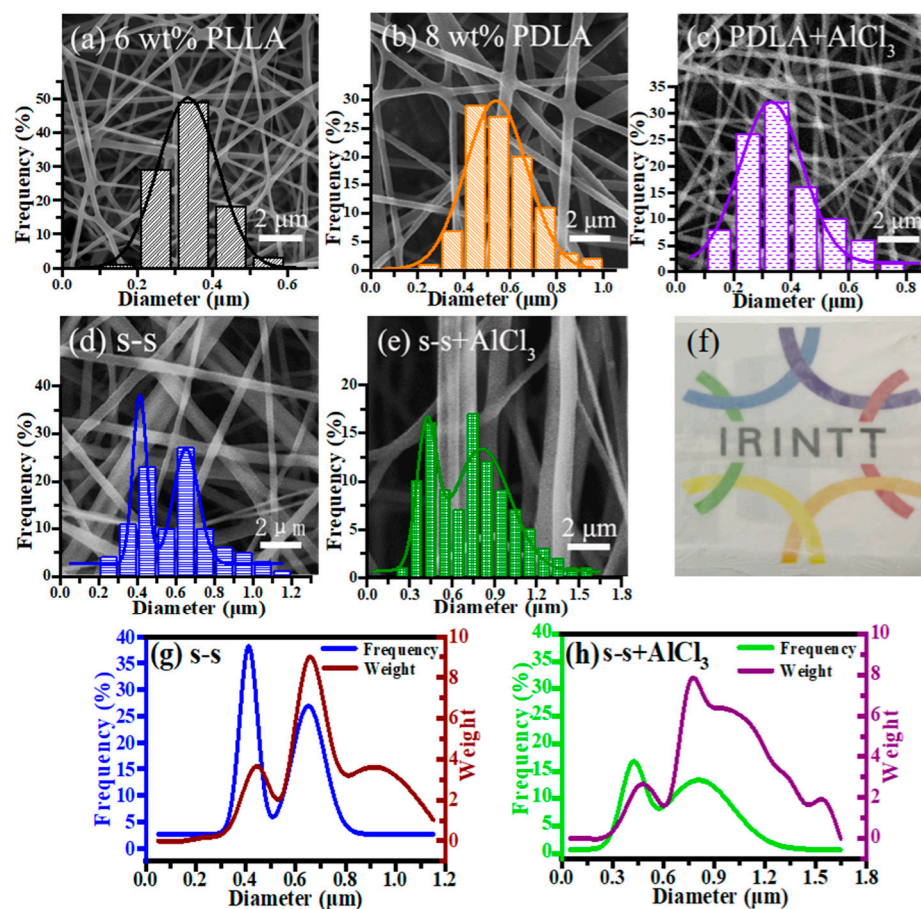 (a) 6 wt% PLLA
Frequency (%)
50
40
30
20
10
0
2 μm
0.0 0.2 0.4 0.6
Diameter (μm)
(b) 8 wt% PDLA
Frequency (%)
30
25
20
15
10
5
0
2 μm
0.0 0.2 0.4 0.6 0.8 1.0
Diameter (μm)
(c) PDLA+AlCl3
Frequency (%)
35
30
25
20
15
10
5
0
2 μm
0.0 0.2 0.4 0.6 0.8
Diameter (μm)
(d) s-s
Frequency (%)
40
30
20
10
0
2 μm
0.0 0.3 0.6 0.9 1.2
Diameter (μm)
(e) s-s+AlCl3
Frequency (%)
20
15
10
5
0
2 μm
0.0 0.3 0.6 0.9 1.2 1.5 1.8
Diameter (μm)
(f)
IRINTT
(g) s-s
Frequency
Weight
Frequency (%)
40
35
30
25
20
15
10
5
0
10
8
6
4
2
0
Weight
0.0 0.2 0.4 0.6 0.8 1.0 1.2
Diameter (μm)
(h) s-s+AlCl3
Frequency
Weight
Frequency (%)
40
35
30
25
20
15
10
5
0
10
8
6
4
2
0
Weight
0.0 0.3 0.6 0.9 1.2 1.5 1.8
Diameter (μm)